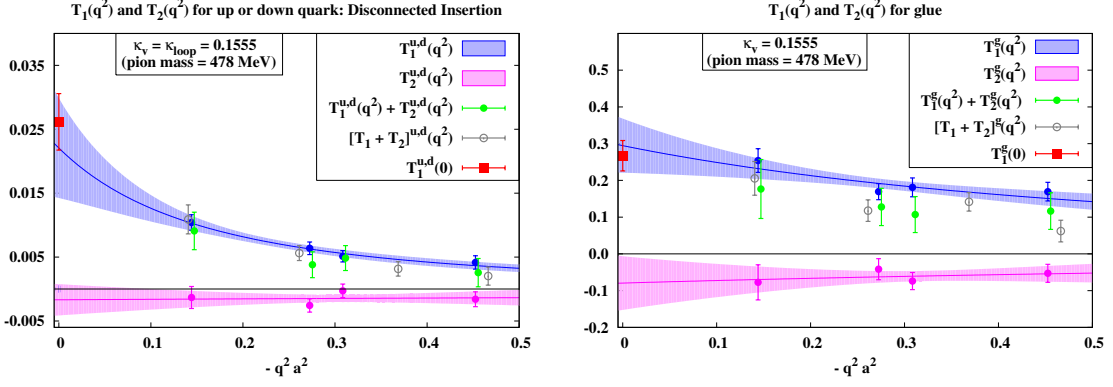 T₁(q²) and T₂(q²) for up or down quark: Disconnected Insertion
κᵥ = κₗₒₒₚ = 0.1555
(pion mass = 478 MeV)
T₁ᵘ,ᵈ(q²)
T₂ᵘ,ᵈ(q²)
T₁ᵘ,ᵈ(q²) + T₂ᵘ,ᵈ(q²)
[T₁ + T₂]ᵘ,ᵈ(q²)
T₁ᵘ,ᵈ(0)
0.035
0.025
0.015
0.005
-0.005
0 0.1 0.2 0.3 0.4 0.5
- q² a²
T₁(q²) and T₂(q²) for glue
κᵥ = 0.1555
(pion mass = 478 MeV)
T₁ᵍ(q²)
T₂ᵍ(q²)
T₁ᵍ(q²) + T₂ᵍ(q²)
[T₁ + T₂]ᵍ(q²)
T₁ᵍ(0)
0.5
0.4
0.3
0.2
0.1
0.0
-0.1
-0.2
0 0.1 0.2 0.3 0.4 0.5
- q² a²